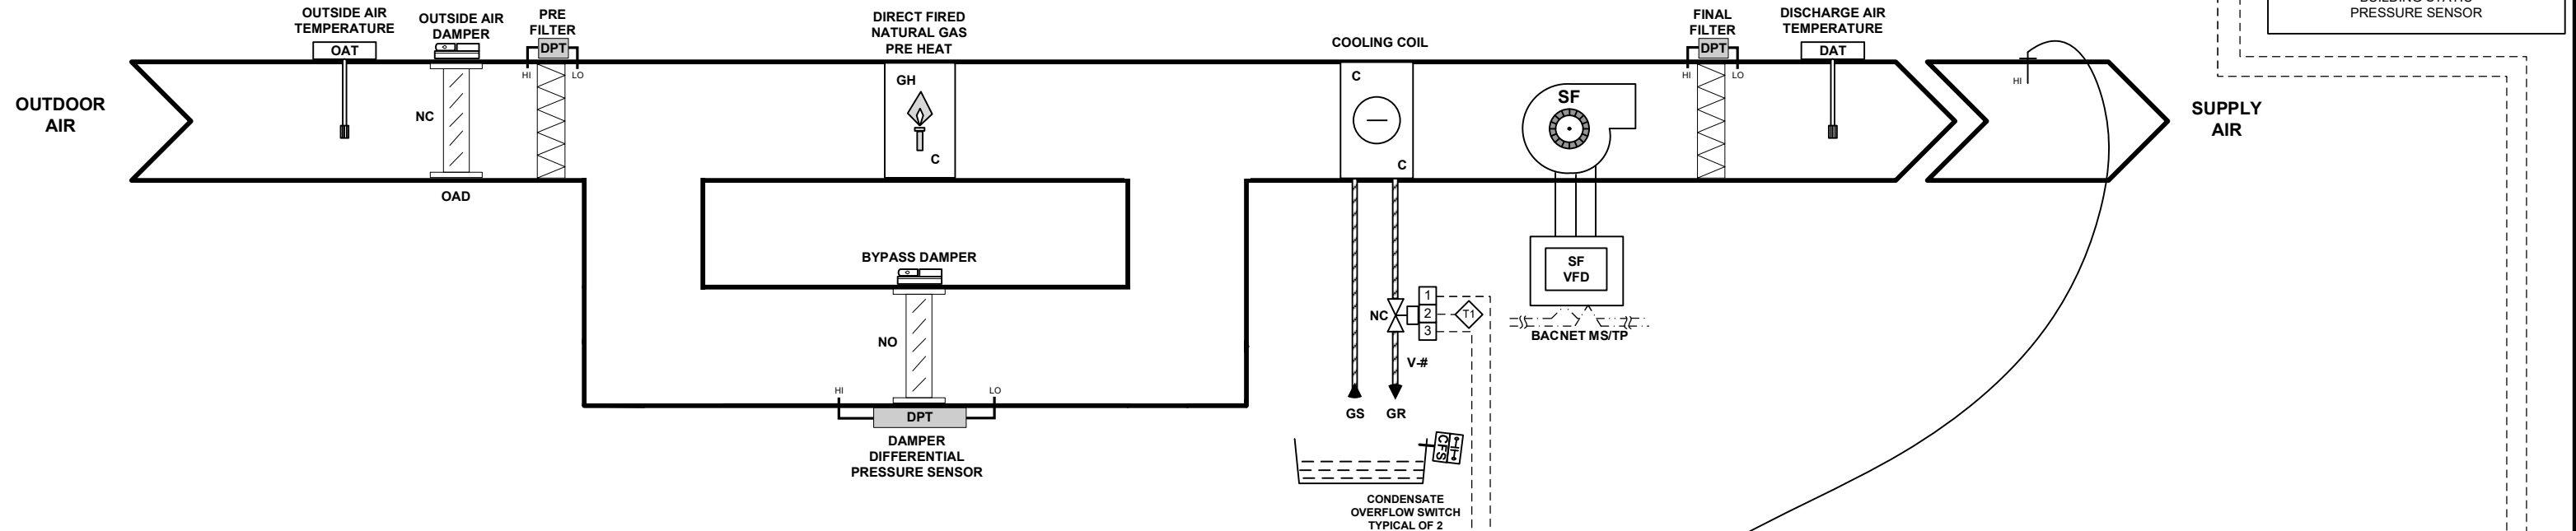 OUTSIDE AIR
TEMPERATURE
OAT
OUTSIDE AIR
DAMPER
PRE
FILTER
DPT
HI
LO
DIRECT FIRED
NATURAL GAS
PRE HEAT
COOLING COIL
FINAL
FILTER
DPT
HI
LO
DISCHARGE AIR
TEMPERATURE
DAT
BUILDING STATIC
PRESSURE SENSOR
OUTDOOR
AIR
NC
OAD
GH
C
C
C
SF
HI
SUPPLY
AIR
BYPASS DAMPER
NO
HI
LO
DPT
DAMPER
DIFFERENTIAL
PRESSURE SENSOR
NC
1
2
3
T1
V-#
GS
GR
SF
VFD
BACNET MS/TP
CFS
CONDENSATE
OVERFLOW SWITCH
TYPICAL OF 2